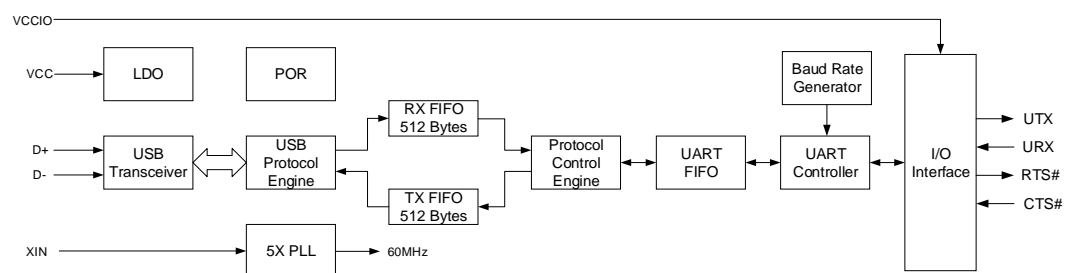 VCCIO
VCC
LDO
POR
Baud Rate
Generator
RX FIFO
512 Bytes
D+
D-
USB
Transceiver
USB
Protocol
Engine
Protocol
Control
Engine
UART
FIFO
UART
Controller
I/O
Interface
UTX
URX
RTS#
CTS#
TX FIFO
512 Bytes
XIN
5X PLL
60MHz